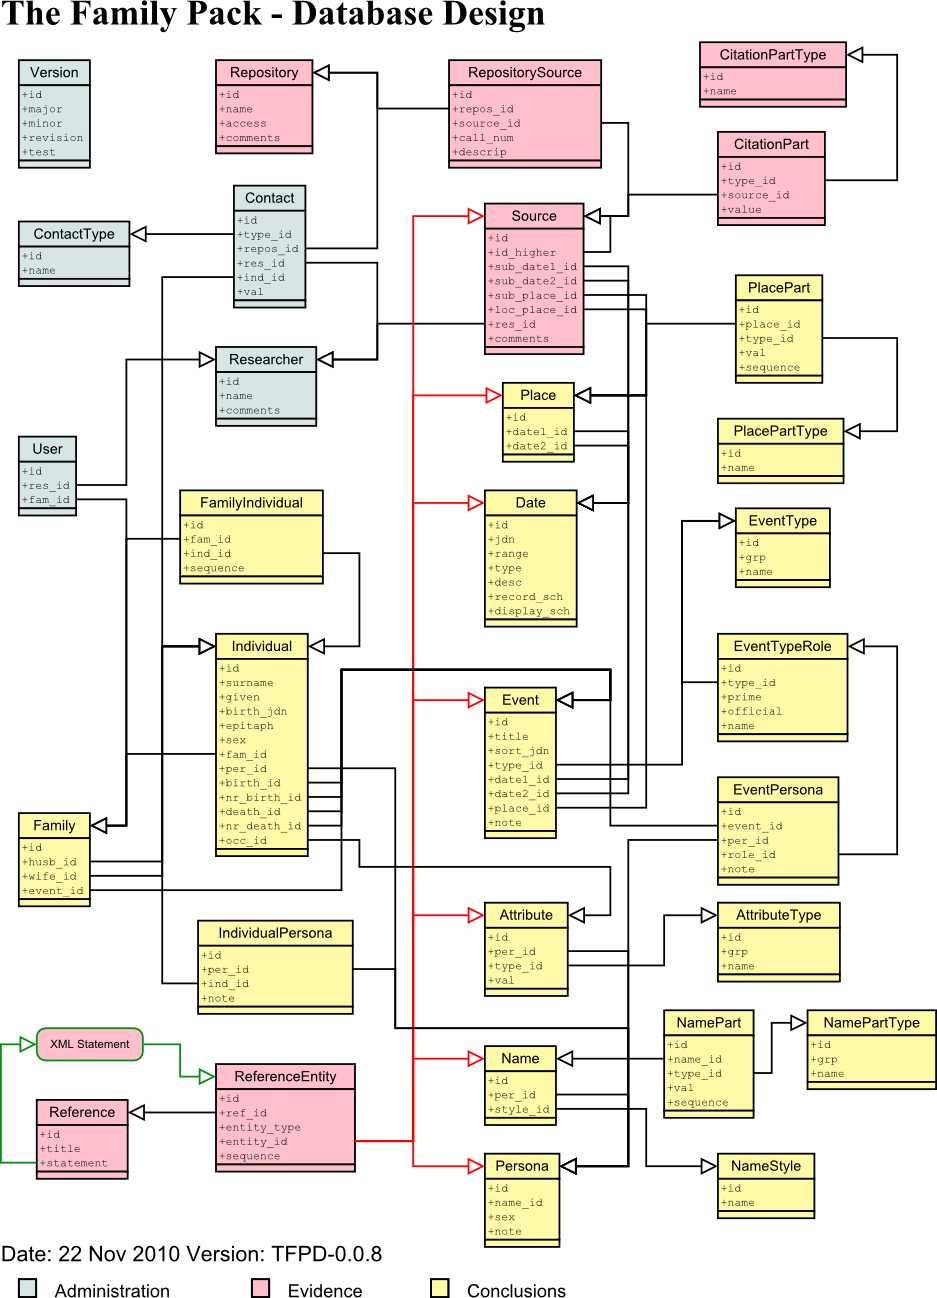 The Family Pack - Database Design
Version
+id
+major
+minor
+revision
+test
Repository
+id
+name
+access
+comments
RepositorySource
+id
+repos_id
+source_id
+call_num
+descrip
CitationPartType
+id
+name
CitationPart
+id
+type_id
+source_id
+value
ContactType
+id
+name
Contact
+id
+type_id
+repos_id
+res_id
+ind_id
+val
Source
+id
+id_higher
+sub_date1_id
+sub_date2_id
+sub_place_id
+loc_place_id
+res_id
+comments
PlacePart
+id
+place_id
+type_id
+val
+sequence
Researcher
+id
+name
+comments
Place
+id
+date1_id
+date2_id
PlacePartType
+id
+name
User
+id
+res_id
+fam_id
FamilyIndividual
+id
+fam_id
+ind_id
+sequence
Date
+id
+jdn
+range
+type
+desc
+record_sch
+display_sch
EventType
+id
+grp
+name
Individual
+id
+surname
+given
+birth_jdn
+epitaph
+sex
+fam_id
+per_id
+birth_id
+nr_birth_id
+death_id
+nr_death_id
+occ_id
Event
+id
+title
+sort_jdn
+type_id
+date1_id
+date2_id
+place_id
+note
EventTypeRole
+id
+type_id
+prime
+official
+name
EventPersona
+id
+event_id
+per_id
+role_id
+note
Family
+id
+husb_id
+wife_id
+event_id
IndividualPersona
+id
+per_id
+ind_id
+note
Attribute
+id
+per_id
+type_id
+val
AttributeType
+id
+grp
+name
XML Statement
ReferenceEntity
+id
+ref_id
+entity_type
+entity_id
+sequence
Reference
+id
+title
+statement
Name
+id
+per_id
+style_id
NamePart
+id
+name_id
+type_id
+val
+sequence
NamePartType
+id
+grp
+name
Persona
+id
+name_id
+sex
+note
NameStyle
+id
+name
Date: 22 Nov 2010 Version: TFPD-0.0.8
Administration
Evidence
Conclusions